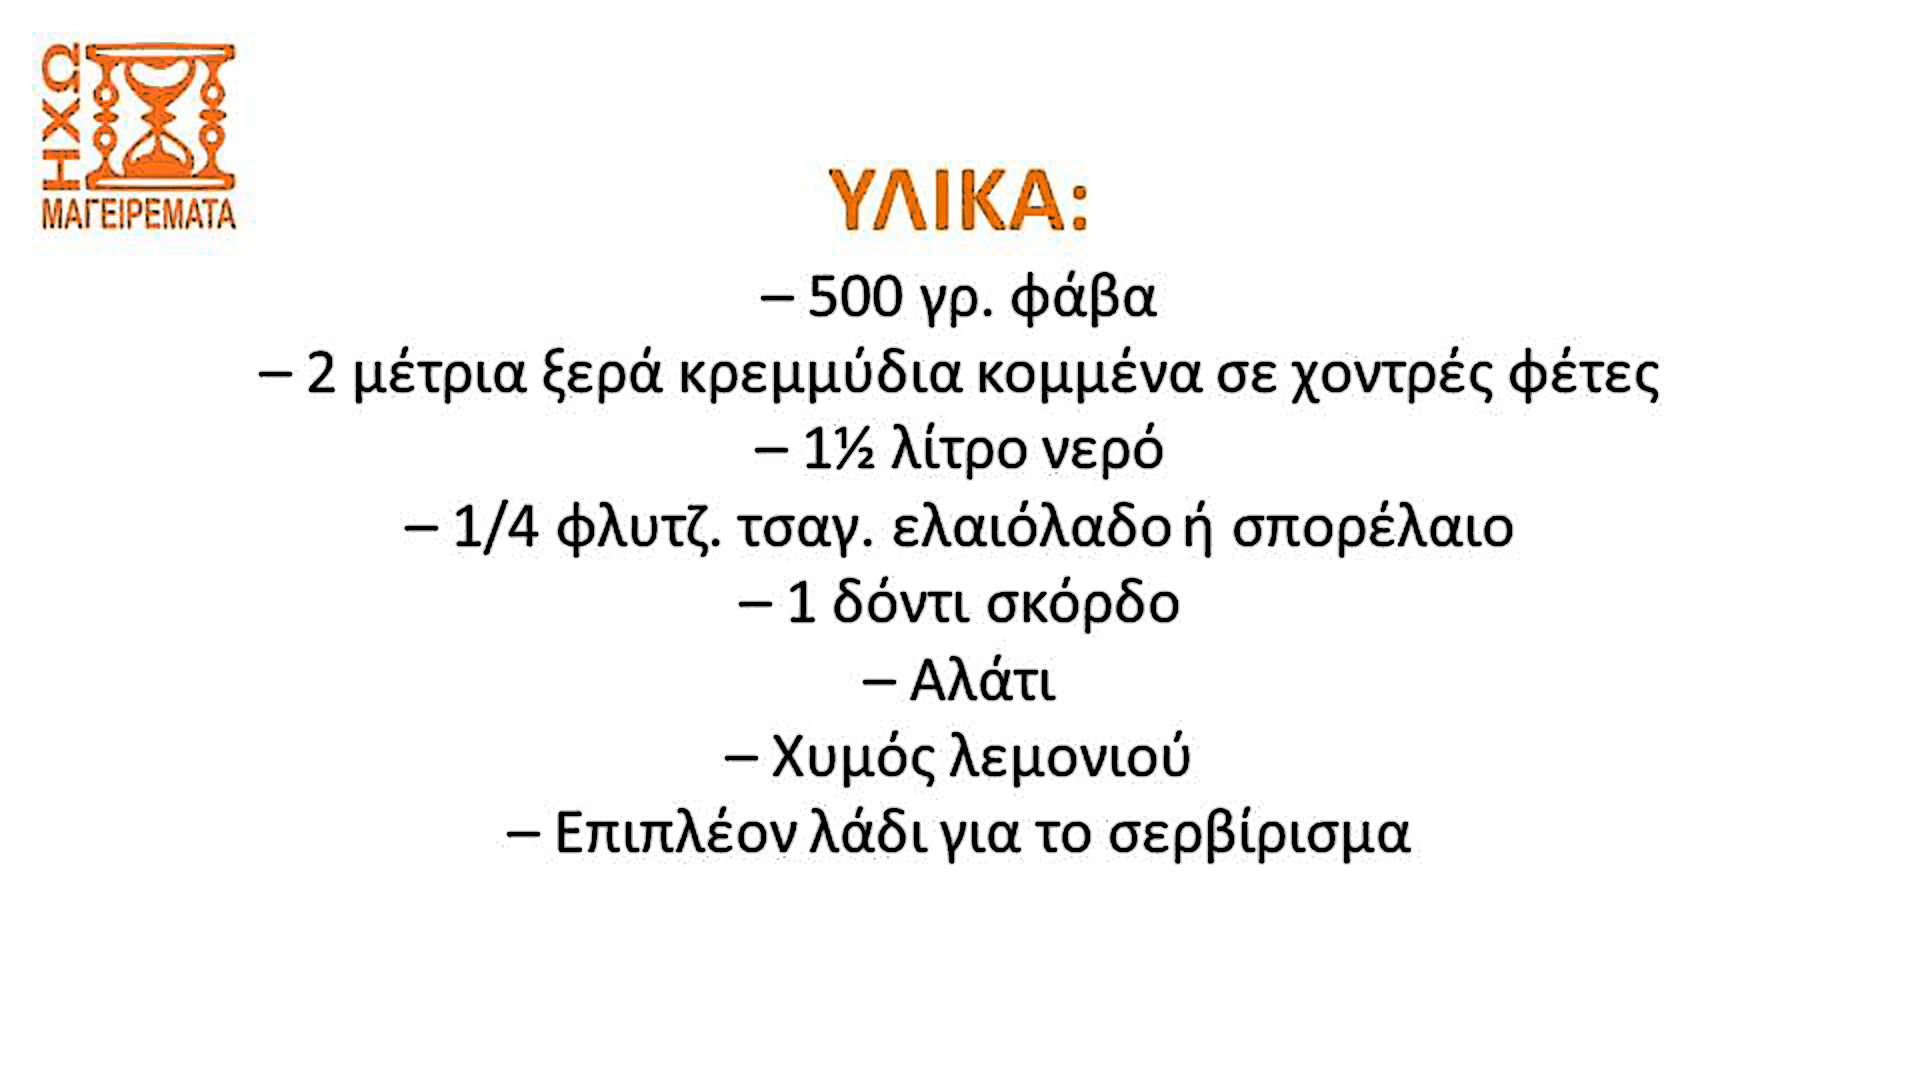 ΗΧΩ
ΜΑΓΕΙΡΕΜΑΤΑ
ΥΛΙΚΑ:
– 500 γρ. φάβα
– 2 μέτρια ξερά κρεμμύδια κομμένα σε χοντρές φέτες
– 1½ λίτρο νερό
– 1/4 φλυτζ. τσαγ. ελαιόλαδο ή σπορέλαιο
– 1 δόντι σκόρδο
– Αλάτι
– Χυμός λεμονιού
– Επιπλέον λάδι για το σερβίρισμα